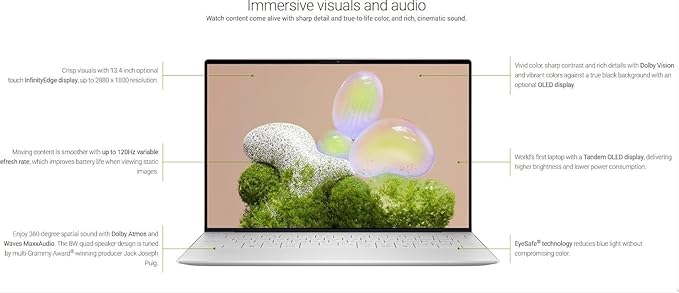 Immersive visuals and audio
Watch content come alive with sharp detail and true-to-life color, and rich, cinematic sound.
Crisp visuals with 13.4-inch optional
touch InfinityEdge display, up to 2880 x 1800 resolution.
Moving content is smoother with up to 120Hz variable
refresh rate, which improves battery life when viewing static
images.
Enjoy 360-degree spatial sound with Dolby Atmos and
Waves MaxxAudio. The 8W quad-speaker design is tuned
by multi-Grammy Award®-winning producer Jack Joseph
Puig.
Vivid color, sharp contrast and rich details with Dolby Vision
and vibrant colors against a true black background with an
optional OLED display.
World's first laptop with a Tandem OLED display, delivering
higher brightness and lower power consumption.
EyeSafe® technology reduces blue light without
compromising color.